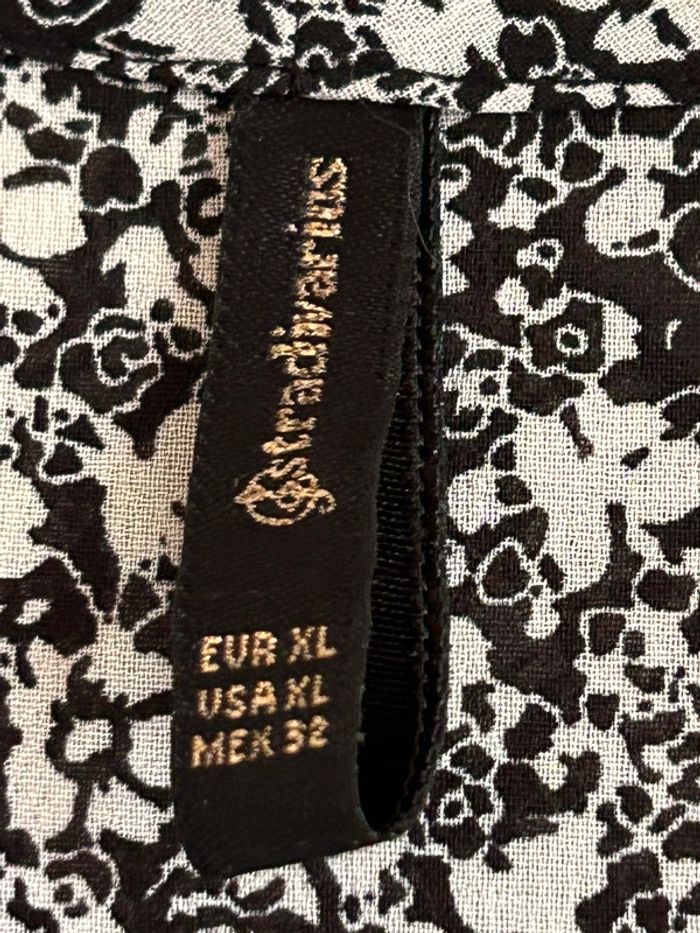 stradivarius
EUR XL
USA XL
MEX 32